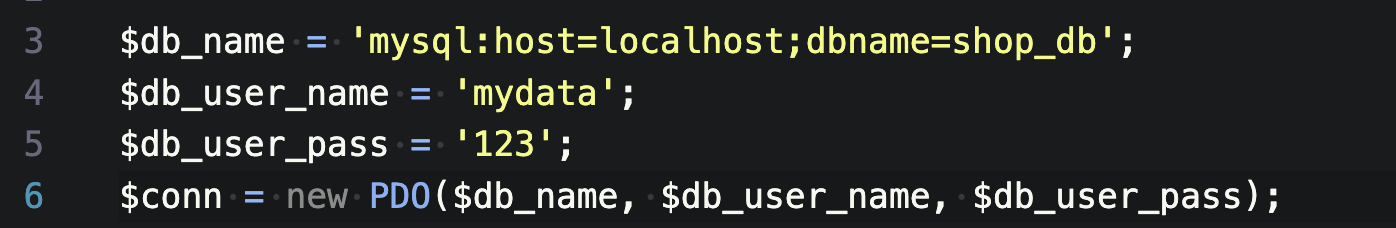 3 $db_name = 'mysql:host=localhost;dbname=shop_db';
4 $db_user_name = 'mydata';
5 $db_user_pass = '123';
6 $conn = new PDO($db_name, $db_user_name, $db_user_pass);